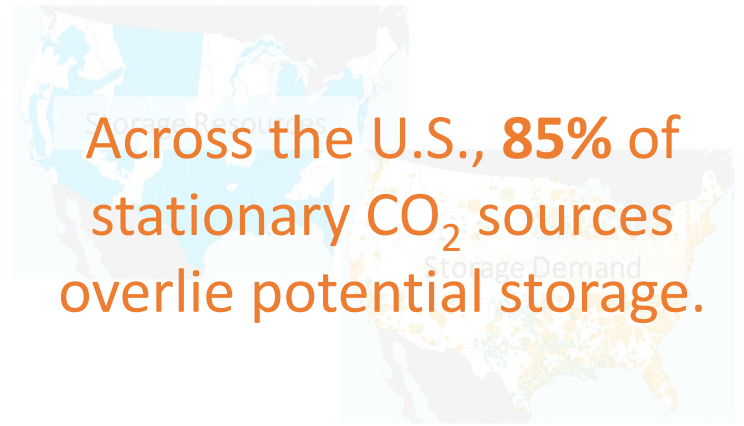 Storage Resources
Across the U.S., 85% of
stationary CO₂ sources
Storage Demand
overlie potential storage.